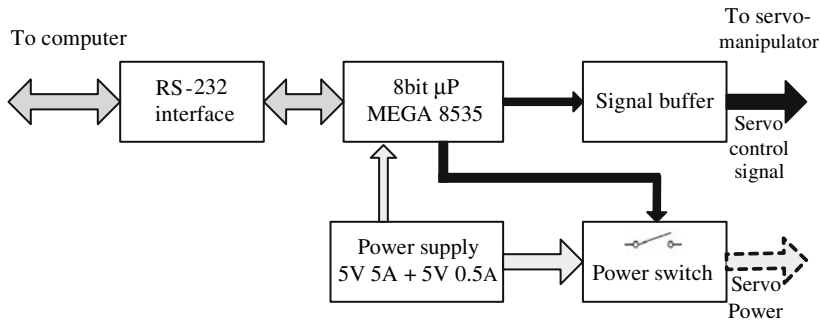 To computer
RS-232
interface
8bit µP
MEGA 8535
Signal buffer
To servo-
manipulator
Servo
control
signal
Power supply
5V 5A + 5V 0.5A
Power switch
Servo
Power